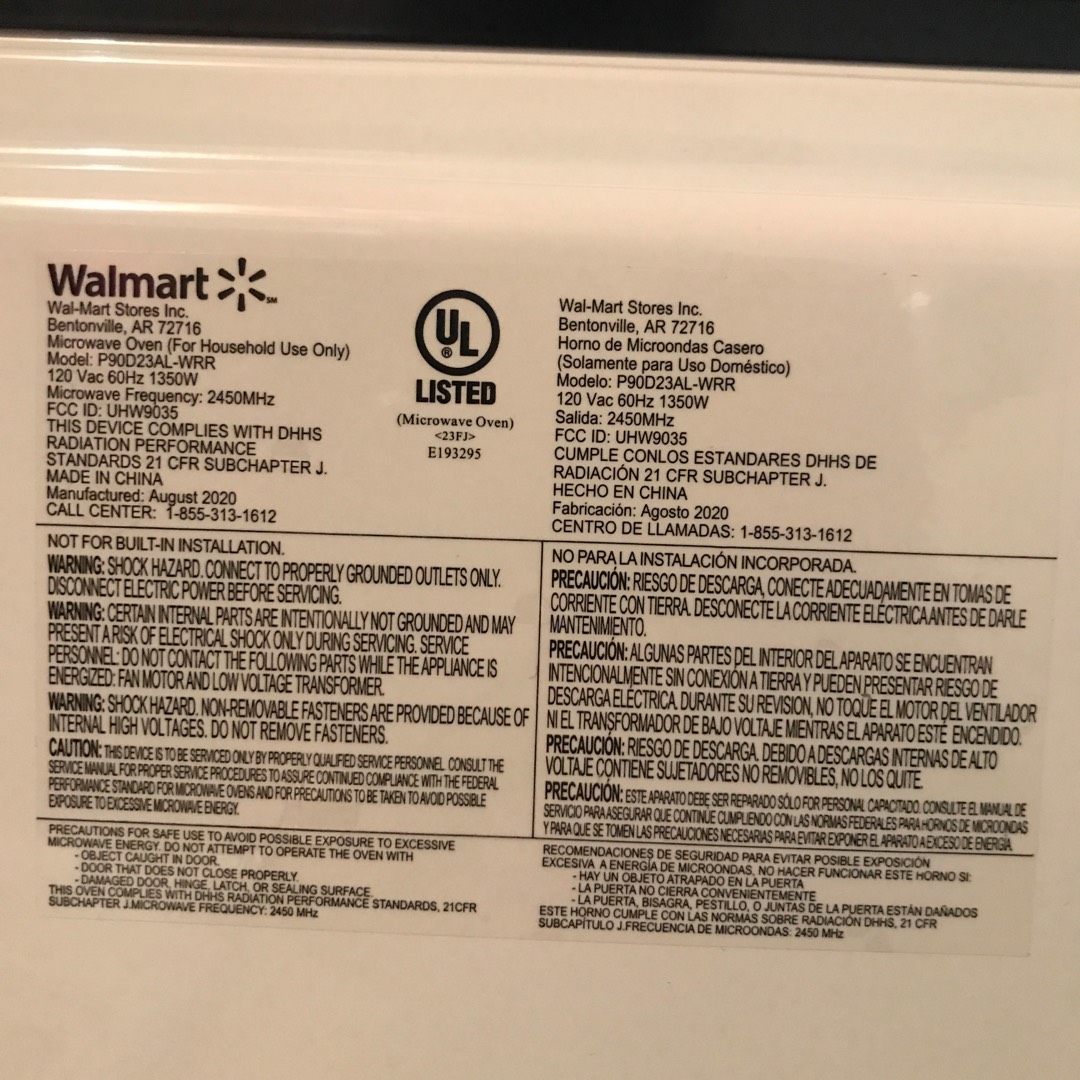 Walmart SM
Wal-Mart Stores Inc.
Bentonville, AR 72716
Microwave Oven (For Household Use Only)
Model: P90D23AL-WRR
120 Vac 60Hz 1350W
Microwave Frequency: 2450MHz
FCC ID: UHW9035
THIS DEVICE COMPLIES WITH DHHS
RADIATION PERFORMANCE
STANDARDS 21 CFR SUBCHAPTER J.
MADE IN CHINA
Manufactured: August 2020
CALL CENTER: 1-855-313-1612
UL ®
LISTED
(Microwave Oven)
<23FJ>
E193295
Wal-Mart Stores Inc.
Bentonville, AR 72716
Horno de Microondas Casero
(Solamente para Uso Doméstico)
Modelo: P90D23AL-WRR
120 Vac 60Hz 1350W
Salida: 2450MHz
FCC ID: UHW9035
CUMPLE CONLOS ESTANDARES DHHS DE
RADIACIÓN 21 CFR SUBCHAPTER J.
HECHO EN CHINA
Fabricación: Agosto 2020
CENTRO DE LLAMADAS: 1-855-313-1612
NOT FOR BUILT-IN INSTALLATION.
WARNING: SHOCK HAZARD. CONNECT TO PROPERLY GROUNDED OUTLETS ONLY.
DISCONNECT ELECTRIC POWER BEFORE SERVICING.
WARNING: CERTAIN INTERNAL PARTS ARE INTENTIONALLY NOT GROUNDED AND MAY
PRESENT A RISK OF ELECTRICAL SHOCK ONLY DURING SERVICING. SERVICE
PERSONNEL: DO NOT CONTACT THE FOLLOWING PARTS WHILE THE APPLIANCE IS
ENERGIZED: FAN MOTOR AND LOW VOLTAGE TRANSFORMER.
WARNING: SHOCK HAZARD. NON-REMOVABLE FASTENERS ARE PROVIDED BECAUSE OF
INTERNAL HIGH VOLTAGES. DO NOT REMOVE FASTENERS.
CAUTION: THIS DEVICE IS TO BE SERVICED ONLY BY PROPERLY QUALIFIED SERVICE PERSONNEL. CONSULT THE
SERVICE MANUAL FOR PROPER SERVICE PROCEDURES TO ASSURE CONTINUED COMPLIANCE WITH THE FEDERAL
PERFORMANCE STANDARD FOR MICROWAVE OVENS AND FOR PRECAUTIONS TO BE TAKEN TO AVOID POSSIBLE
EXPOSURE TO EXCESSIVE MICROWAVE ENERGY.
NO PARA LA INSTALACIÓN INCORPORADA.
PRECAUCIÓN: RIESGO DE DESCARGA, CONECTE ADECUADAMENTE EN TOMAS DE
CORRIENTE CON TIERRA. DESCONECTE LA CORRIENTE ELÉCTRICA ANTES DE DARLE
MANTENIMIENTO.
PRECAUCIÓN: ALGUNAS PARTES DEL INTERIOR DEL APARATO SE ENCUENTRAN
INTENCIONALMENTE SIN CONEXIÓN A TIERRA Y PUEDEN PRESENTAR RIESGO DE
DESCARGA ELÉCTRICA. DURANTE SU REVISION, NO TOQUE EL MOTOR DEL VENTILADOR
NI EL TRANSFORMADOR DE BAJO VOLTAJE MIENTRAS EL APARATO ESTÉ ENCENDIDO.
PRECAUCIÓN: RIESGO DE DESCARGA. DEBIDO A DESCARGAS INTERNAS DE ALTO
VOLTAJE CONTIENE SUJETADORES NO REMOVIBLES, NO LOS QUITE.
PRECAUCIÓN: ESTE APARATO DEBE SER REPARADO SÓLO FOR PERSONAL CAPACITADO. CONSULTE EL MANUAL DE
SERVICIO PARA ASEGURAR QUE CONTINUE CUMPLIENDO CON LAS NORMAS FEDERALES PARA HORNOS DE MICROONDAS
Y PARA QUE SE TOMEN LAS PRECAUCIONES NECESARIAS PARA EVITAR EXPONER EL APARATO A EXCESO DE ENERGÍA.
PRECAUTIONS FOR SAFE USE TO AVOID POSSIBLE EXPOSURE TO EXCESSIVE
MICROWAVE ENERGY. DO NOT ATTEMPT TO OPERATE THE OVEN WITH
- OBJECT CAUGHT IN DOOR.
- DOOR THAT DOES NOT CLOSE PROPERLY.
- DAMAGED DOOR, HINGE, LATCH, OR SEALING SURFACE.
THIS OVEN COMPLIES WITH DHHS RADIATION PERFORMANCE STANDARDS, 21CFR
SUBCHAPTER J.MICROWAVE FREQUENCY: 2450 MHz
RECOMENDACIONES DE SEGURIDAD PARA EVITAR POSIBLE EXPOSICIÓN
EXCESIVA A ENERGÍA DE MICROONDAS, NO HACER FUNCIONAR ESTE HORNO SI:
- HAY UN OBJETO ATRAPADO EN LA PUERTA
- LA PUERTA NO CIERRA CONVENIENTEMENTE
- LA PUERTA, BISAGRA, PESTILLO, O JUNTAS DE LA PUERTA ESTÁN DAÑADOS
ESTE HORNO CUMPLE CON LAS NORMAS SOBRE RADIACIÓN DHHS, 21 CFR
SUBCAPÍTULO J.FRECUENCIA DE MICROONDAS: 2450 MHz